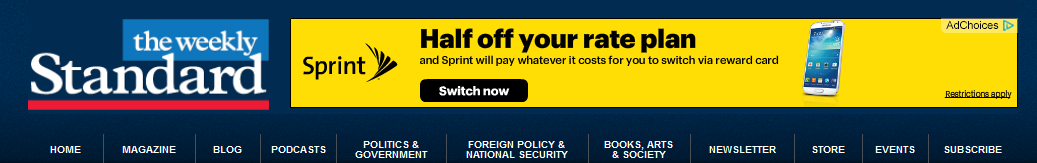 the weekly
Standard
AdChoices
Sprint
Half off your rate plan
and Sprint will pay whatever it costs for you to switch via reward card
Switch now
Restrictions apply
HOME
MAGAZINE
BLOG
PODCASTS
POLITICS &
GOVERNMENT
FOREIGN POLICY &
NATIONAL SECURITY
BOOKS, ARTS
& SOCIETY
NEWSLETTER
STORE
EVENTS
SUBSCRIBE